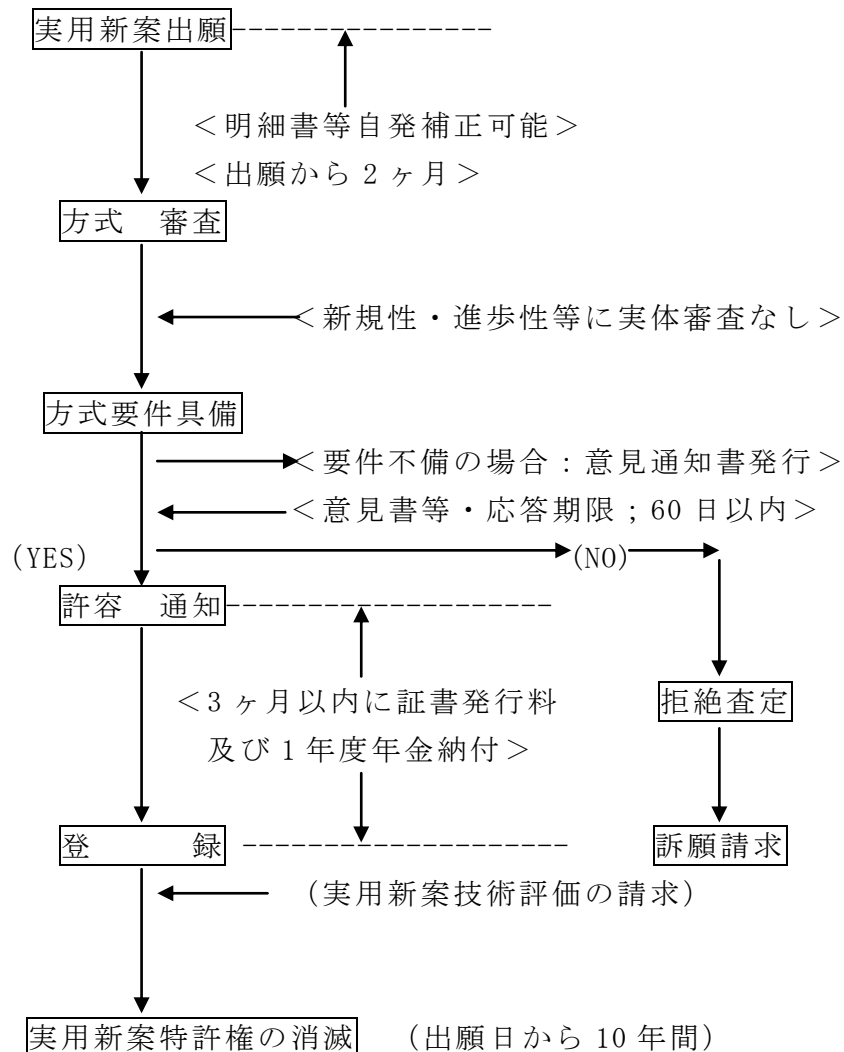 実用新案出願
＜明細書等自発補正可能＞
＜出願から２ヶ月＞
方式　審査
＜新規性・進歩性等に実体審査なし＞
方式要件具備
＜要件不備の場合：意見通知書発行＞
＜意見書等・応答期限；60日以内＞
(YES)
(NO)
許容　通知
＜3ヶ月以内に証書発行料
及び1年度年金納付＞
拒絶査定
登　　　録
訴願請求
（実用新案技術評価の請求）
実用新案特許権の消滅　（出願日から10年間）